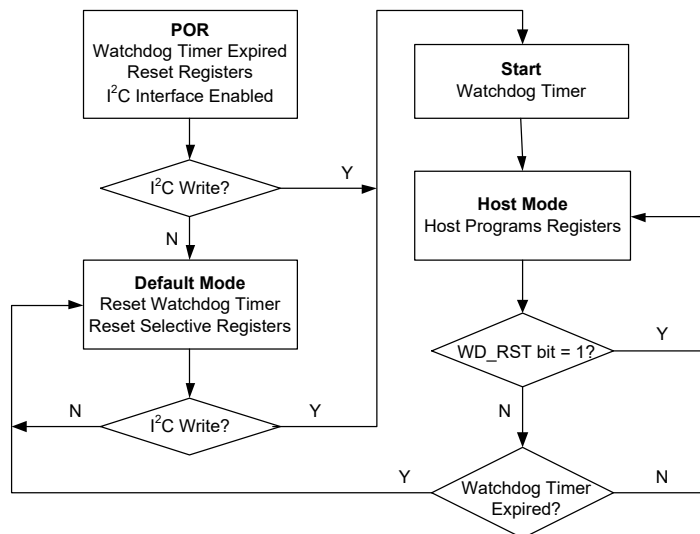 POR
Watchdog Timer Expired
Reset Registers
I²C Interface Enabled
I²C Write?
Y
N
Default Mode
Reset Watchdog Timer
Reset Selective Registers
I²C Write?
N
Y
Start
Watchdog Timer
Host Mode
Host Programs Registers
WD_RST bit = 1?
Y
N
Watchdog Timer
Expired?
Y
N